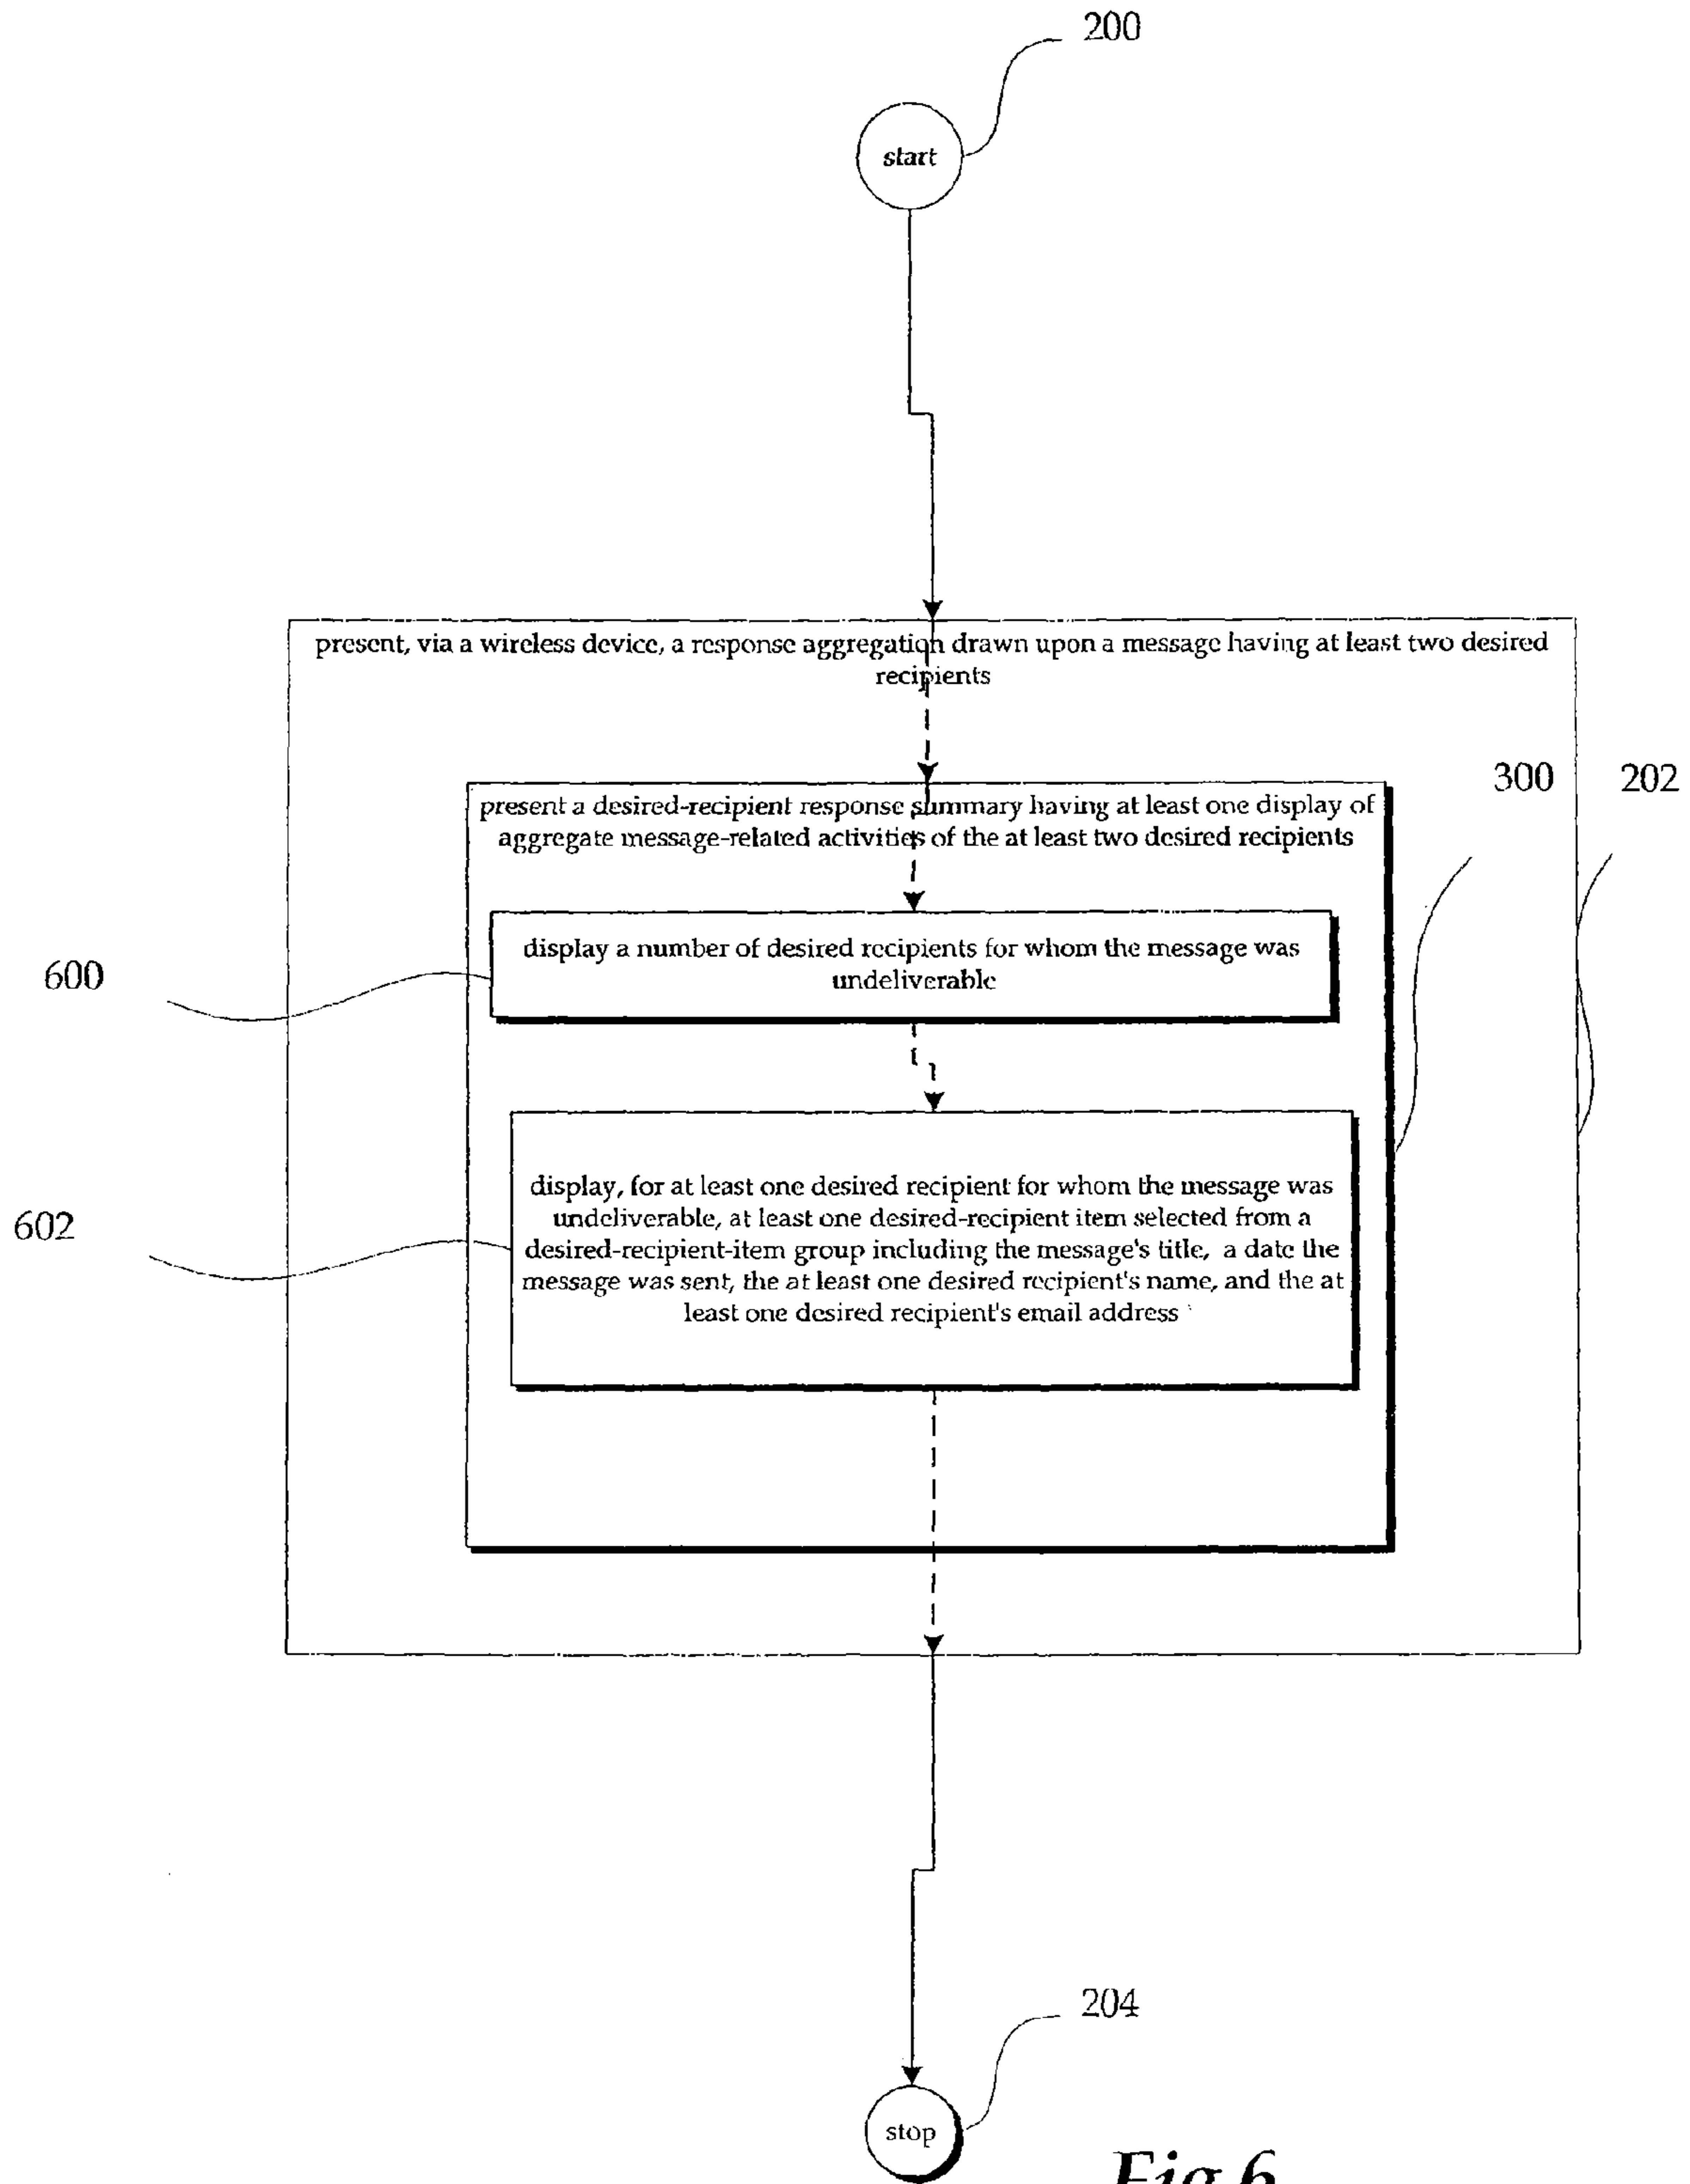 200
start
present, via a wireless device, a response aggregation drawn upon a message having at least two desired
recipients
300
202
present a desired-recipient response summary having at least one display of
aggregate message-related activities of the at least two desired recipients
600
display a number of desired recipients for whom the message was
undeliverable
602
display, for at least one desired recipient for whom the message was
undeliverable, at least one desired-recipient item selected from a
desired-recipient-item group including the message's title, a date the
message was sent, the at least one desired recipient's name, and the at
least one desired recipient's email address
204
stop
Fig 6